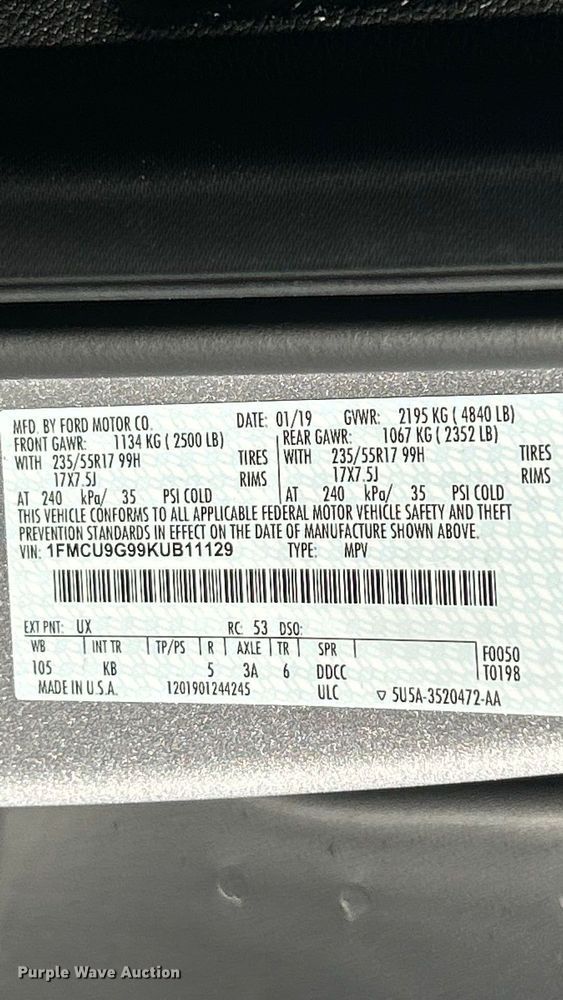 MFD. BY FORD MOTOR CO. DATE: 01/19 GVWR: 2195 KG ( 4840 LB)
FRONT GAWR: 1134 KG ( 2500 LB) REAR GAWR: 1067 KG ( 2352 LB)
WITH 235/55R17 99H TIRES WITH 235/55R17 99H TIRES
17X7.5J RIMS 17X7.5J RIMS
AT 240 kPa/ 35 PSI COLD AT 240 kPa/ 35 PSI COLD
THIS VEHICLE CONFORMS TO ALL APPLICABLE FEDERAL MOTOR VEHICLE SAFETY AND THEFT
PREVENTION STANDARDS IN EFFECT ON THE DATE OF MANUFACTURE SHOWN ABOVE.
VIN: 1FMCU9G99KUB11129 TYPE: MPV
EXT PNT: UX RC: 53 DSO:
WB INT TR TP/PS R AXLE TR SPR F0050
105 KB 5 3A 6 DDCC T0198
MADE IN U.S.A. 1201901244245 ULC ▽ 5U5A-3520472-AA
Purple Wave Auction